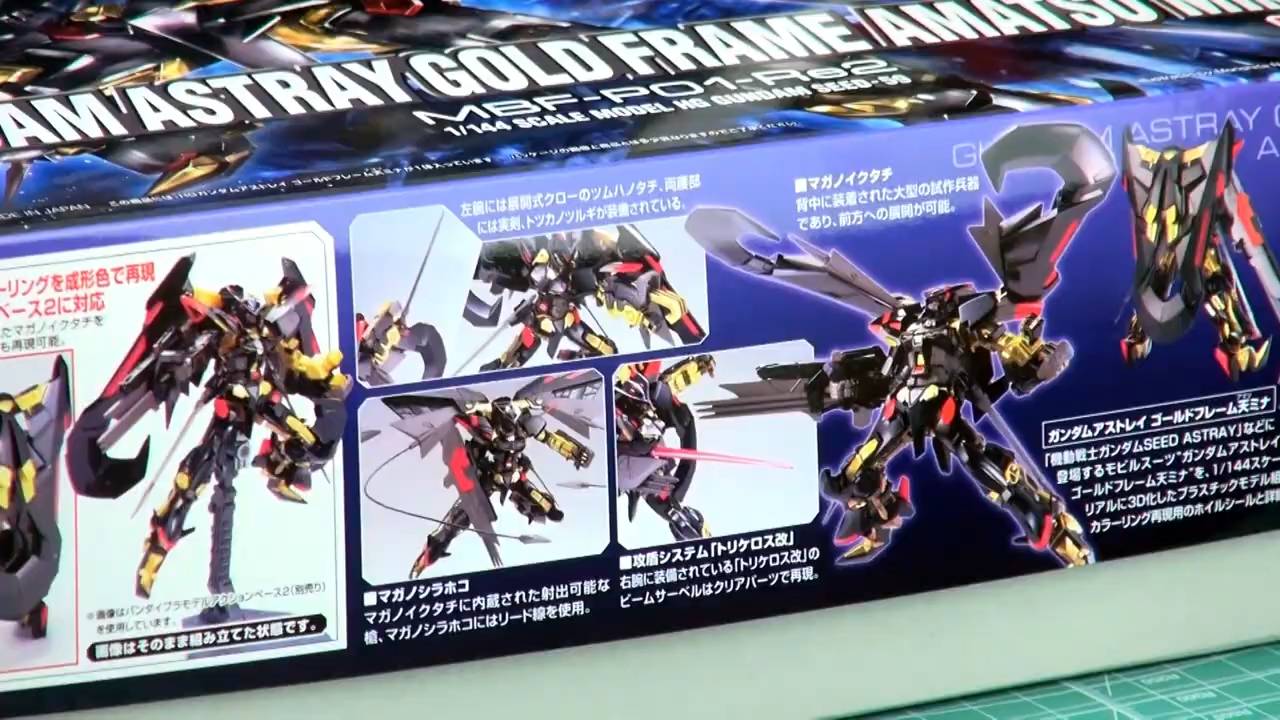 AM ASTRAY GOLD FRAME AMATSU
MBF-P01-Re2
1/144 SCALE MODEL HG GUNDAM SEED-59
DE IN JAPAN
ASTRAY
ーリングを成形色で再現
ベース2に対応
たマガノイクタチを
も再現可能。
※画像はバンダイプラモデルアクションベース2(別売り)
を使用しています。
画像はそのまま組み立てた状態です。
左腕には展開式クローのツムハノタチ、両腰部
には実剣、トツカノツルギが装備されている。
■マガノイクタチ
背中に装着された大型の試作兵器
であり、前方への展開が可能。
■マガノシラホコ
マガノイクタチに内蔵された射出可能な
槍、マガノシラホコにはリード線を使用。
■攻盾システム「トリケロス改」
右腕に装備されている「トリケロス改」の
ビームサーベルはクリアパーツで再現。
ガンダムアストレイ ゴールドフレーム天ミナ
「機動戦士ガンダムSEED ASTRAY」などに
登場するモビルスーツ"ガンダムアストレイ
ゴールドフレーム天ミナ"を、1/144スケー
リアルに3D化したプラスチックモデル組
カラーリング再現用のホイルシールと詳